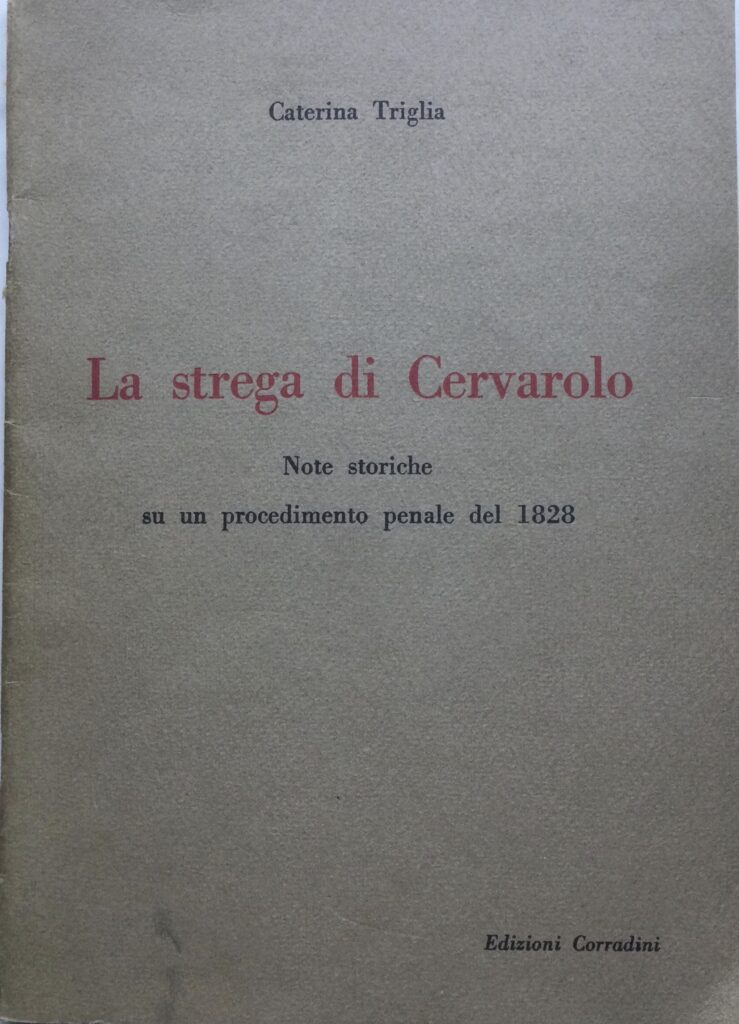 Caterina Triglia
La strega di Cervarolo
Note storiche
su un procedimento penale del 1828
Edizioni Corradini